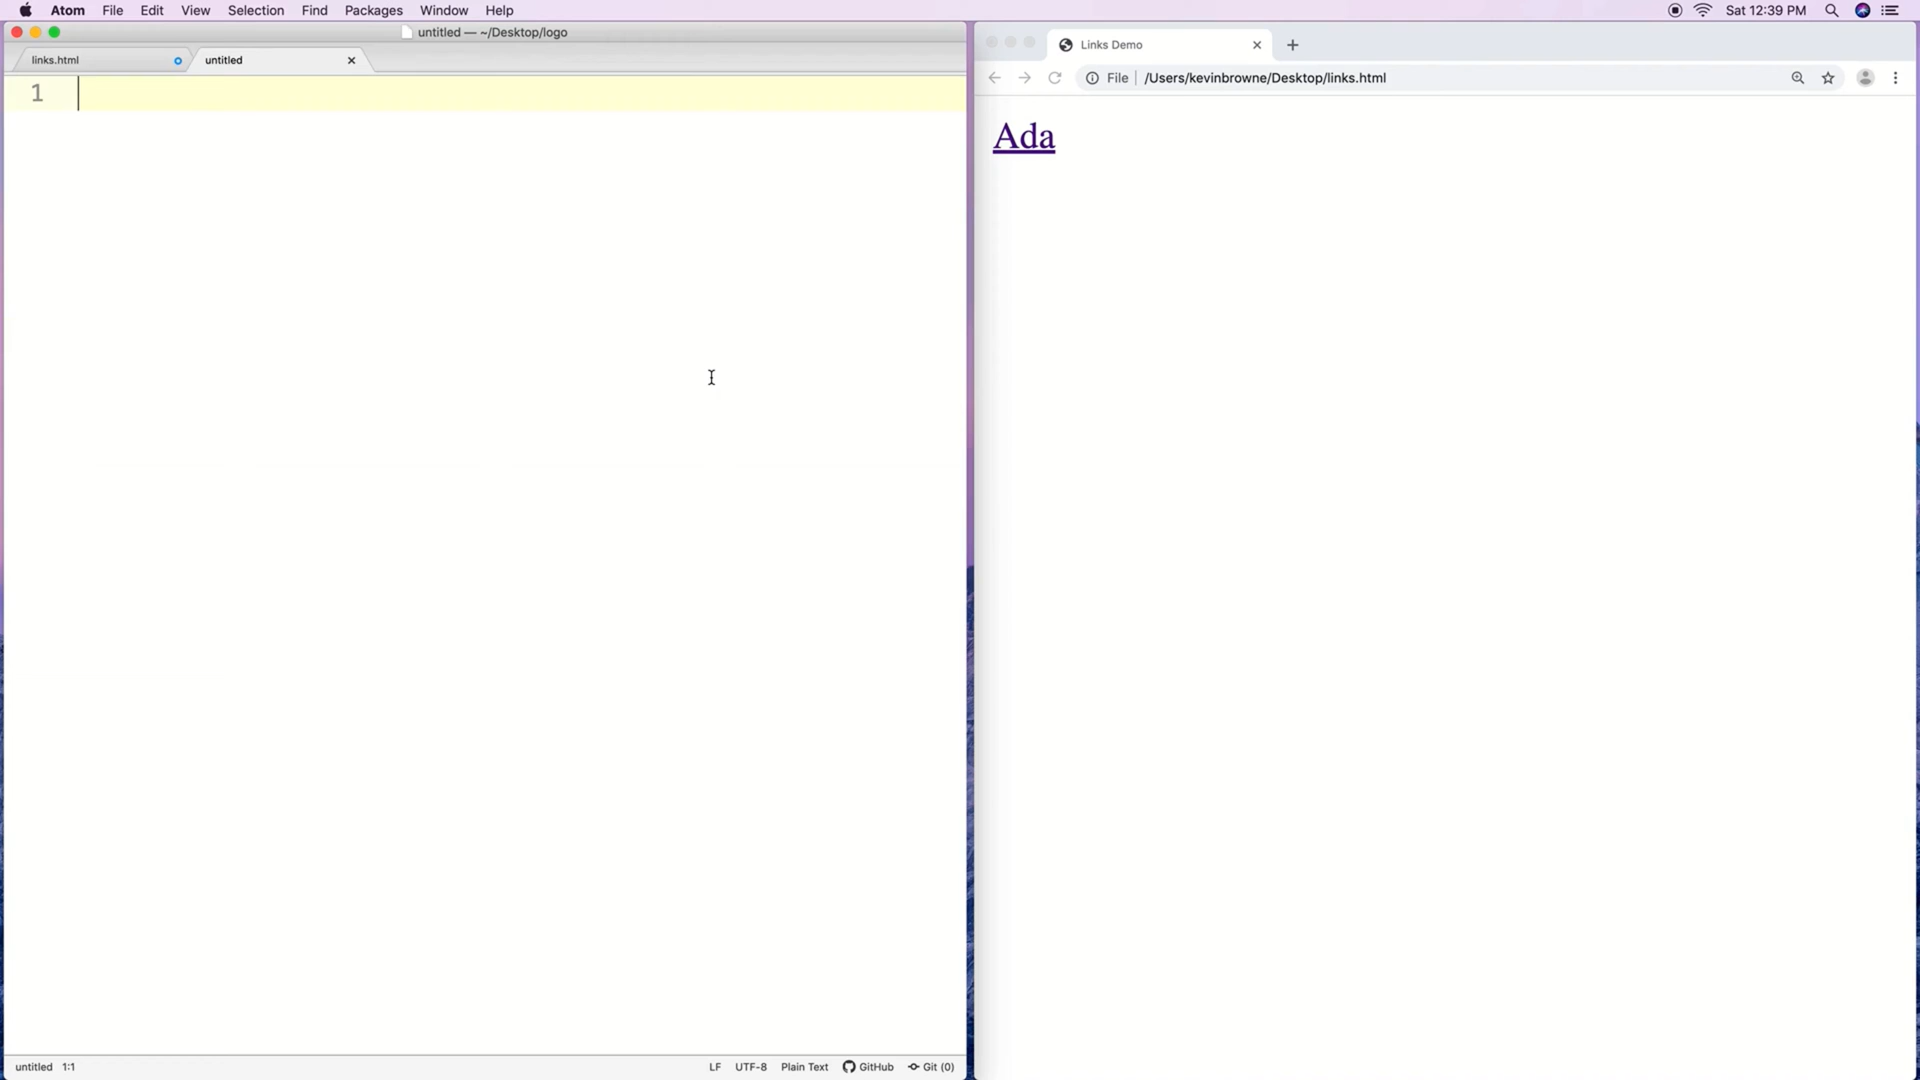 Atom File Edit View Selection Find Packages Window Help Sat 12:39 PM
untitled — ~/Desktop/logo
links.html untitled
1
untitled 1:1 LF UTF-8 Plain Text GitHub Git (0)
Links Demo
File /Users/kevinbrowne/Desktop/links.html
Ada